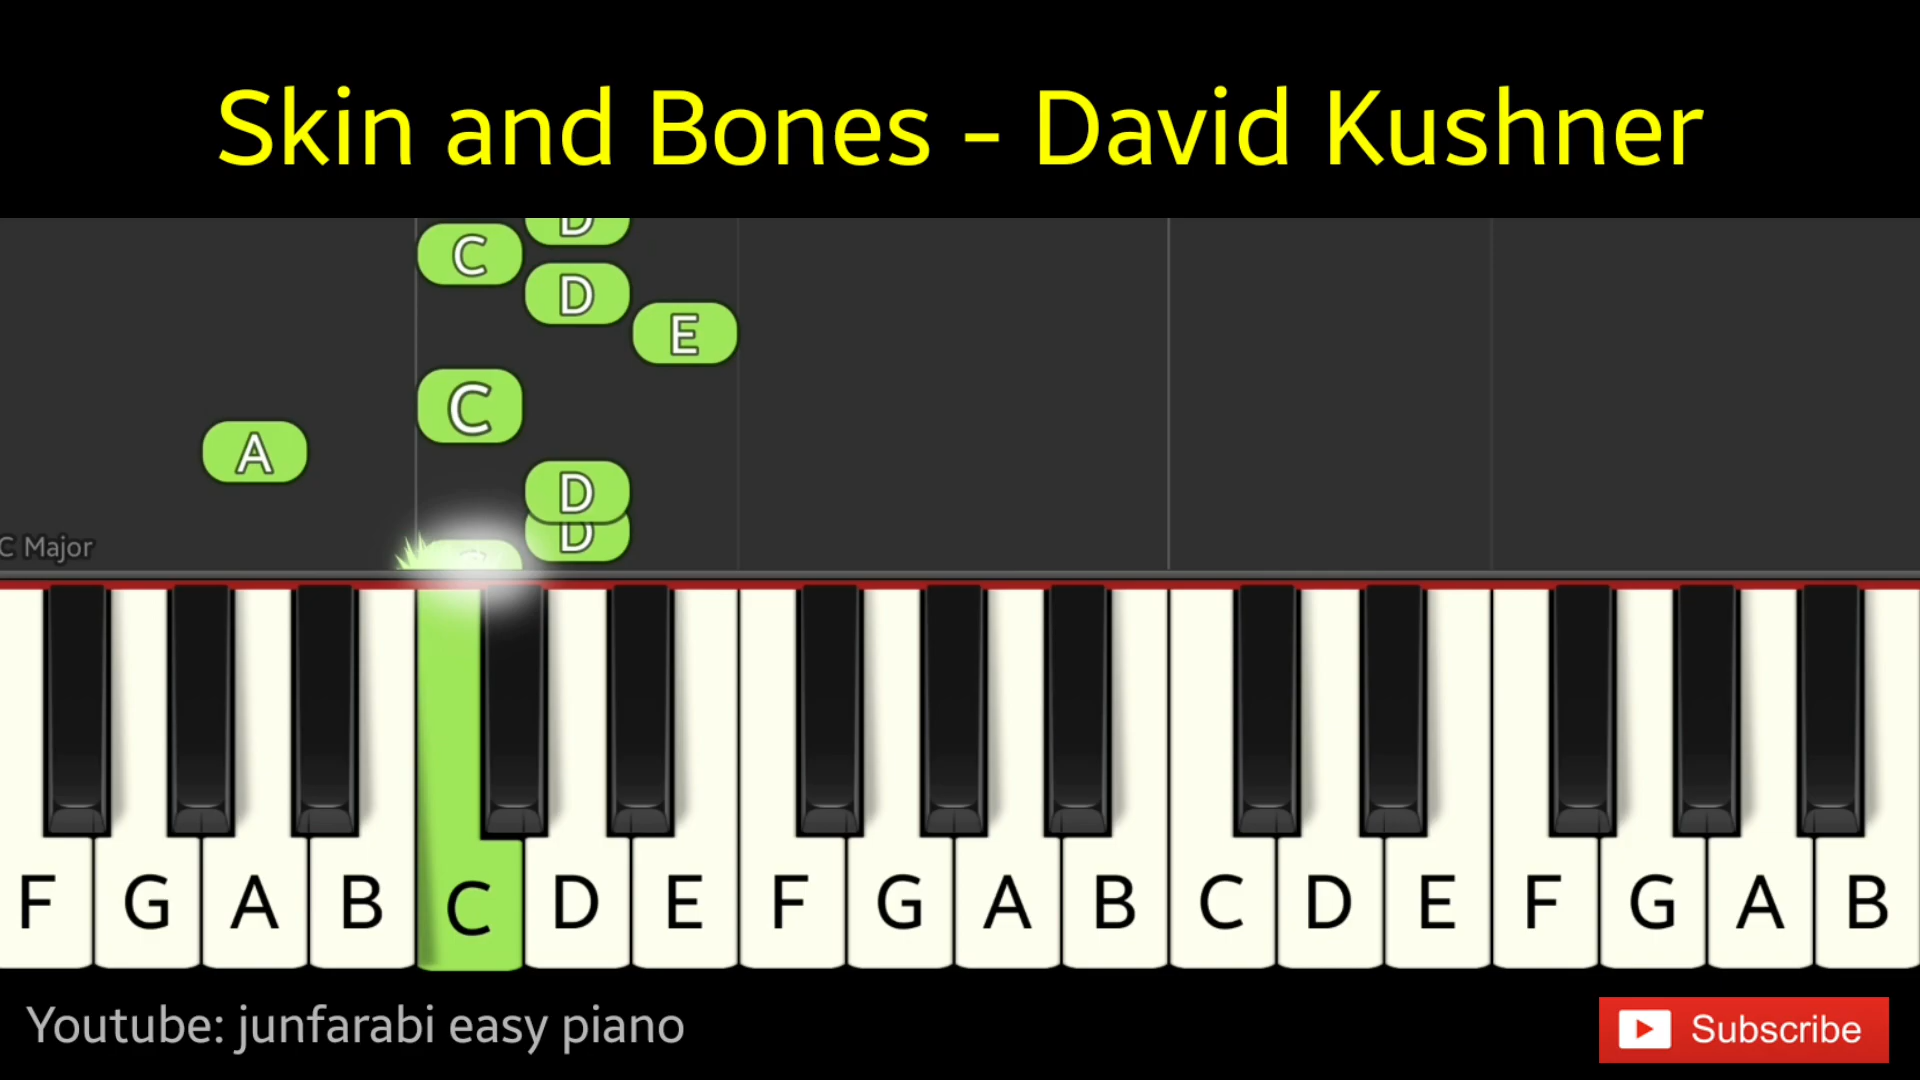 Skin and Bones - David Kushner
D
C
D
E
C
A
D
D
C Major
F G A B C D E F G A B C D E F G A B
Youtube: junfarabi easy piano
Subscribe